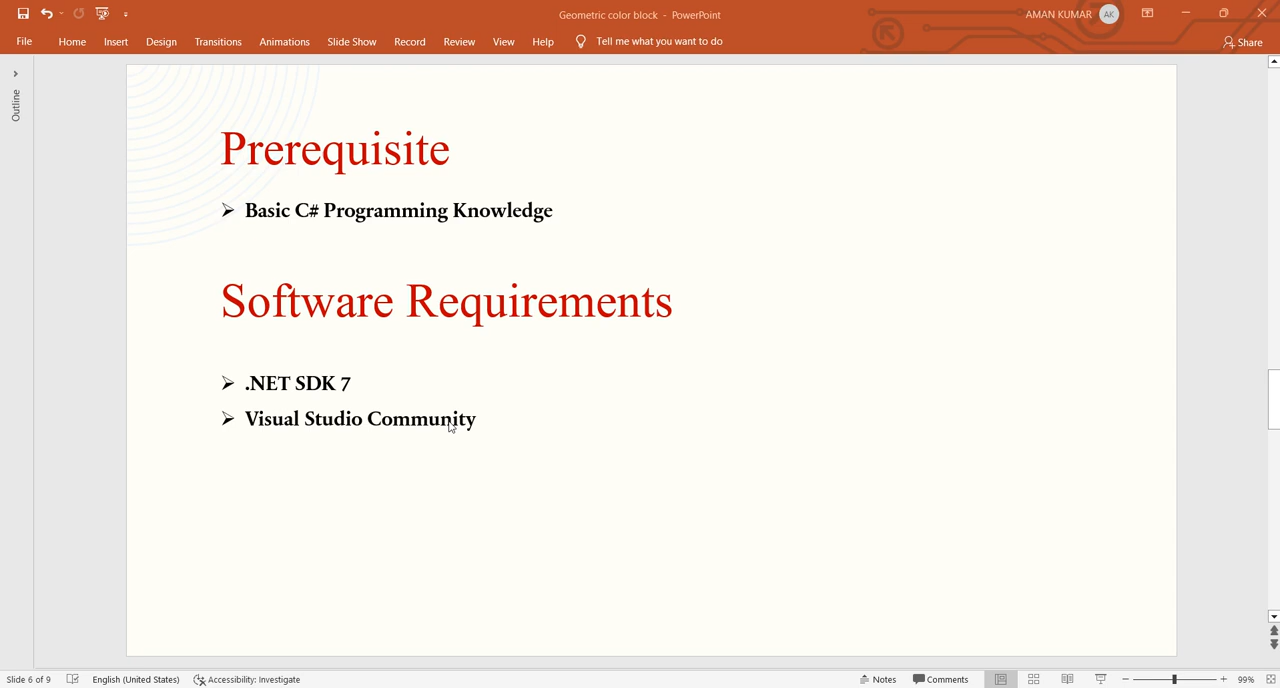 Geometric color block - PowerPoint
AMAN KUMAR AK
File Home Insert Design Transitions Animations Slide Show Record Review View Help Tell me what you want to do Share
Outline
Prerequisite
Basic C# Programming Knowledge
Software Requirements
.NET SDK 7
Visual Studio Community
Slide 6 of 9 English (United States) Accessibility: Investigate Notes Comments 99%